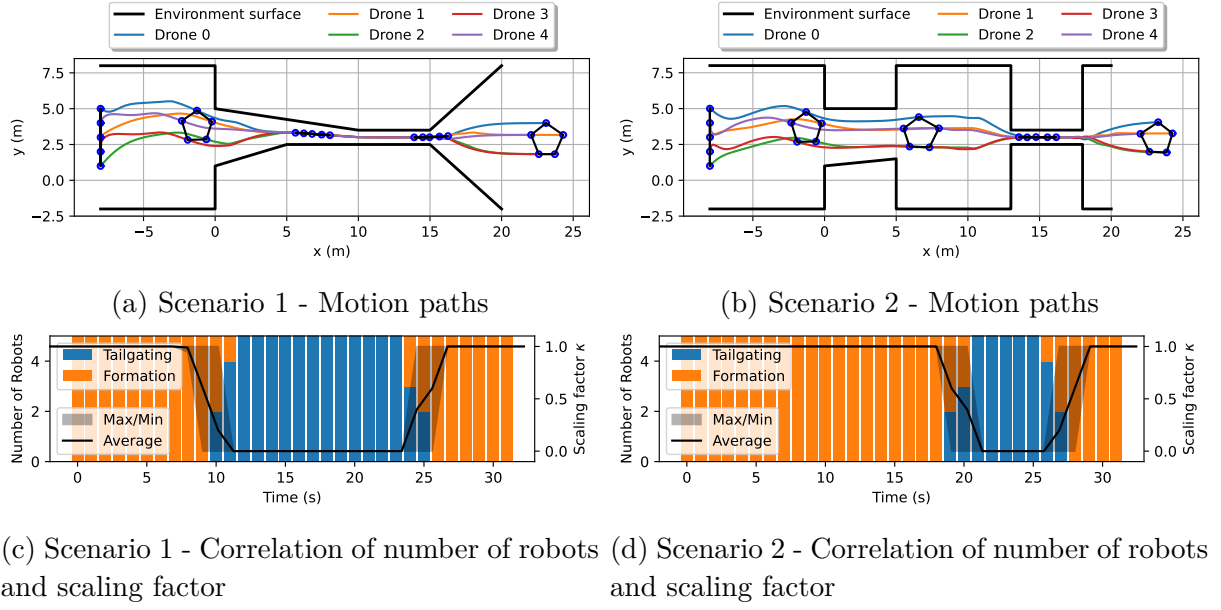 Environment surface
Drone 0
Drone 1
Drone 2
Drone 3
Drone 4
7.5
5.0
2.5
0.0
−2.5
y (m)
−5 0 5 10 15 20 25
x (m)
(a) Scenario 1 - Motion paths
Environment surface
Drone 0
Drone 1
Drone 2
Drone 3
Drone 4
7.5
5.0
2.5
0.0
−2.5
y (m)
−5 0 5 10 15 20 25
x (m)
(b) Scenario 2 - Motion paths
Number of Robots
4
2
0
Tailgating
Formation
Max/Min
Average
1.0
0.5
0.0
Scaling factor κ
0 5 10 15 20 25 30
Time (s)
(c) Scenario 1 - Correlation of number of robots
and scaling factor
Number of Robots
4
2
0
Tailgating
Formation
Max/Min
Average
1.0
0.5
0.0
Scaling factor κ
0 5 10 15 20 25 30
Time (s)
(d) Scenario 2 - Correlation of number of robots
and scaling factor